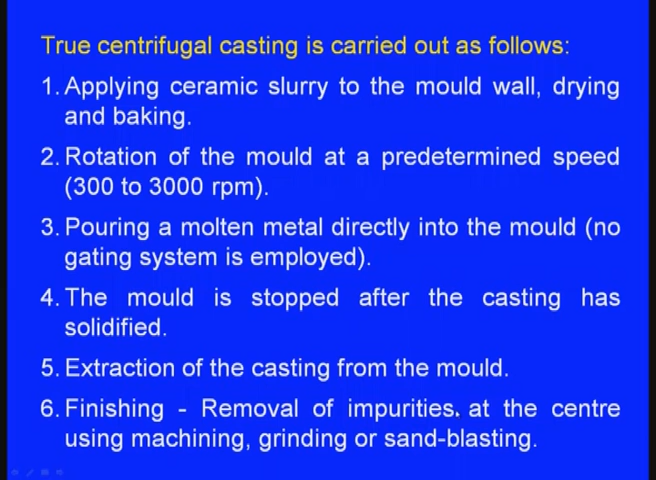 True centrifugal casting is carried out as follows:
1. Applying ceramic slurry to the mould wall, drying
and baking.
2. Rotation of the mould at a predetermined speed
(300 to 3000 rpm).
3. Pouring a molten metal directly into the mould (no
gating system is employed).
4. The mould is stopped after the casting has
solidified.
5. Extraction of the casting from the mould.
6. Finishing - Removal of impurities. at the centre
using machining, grinding or sand-blasting.